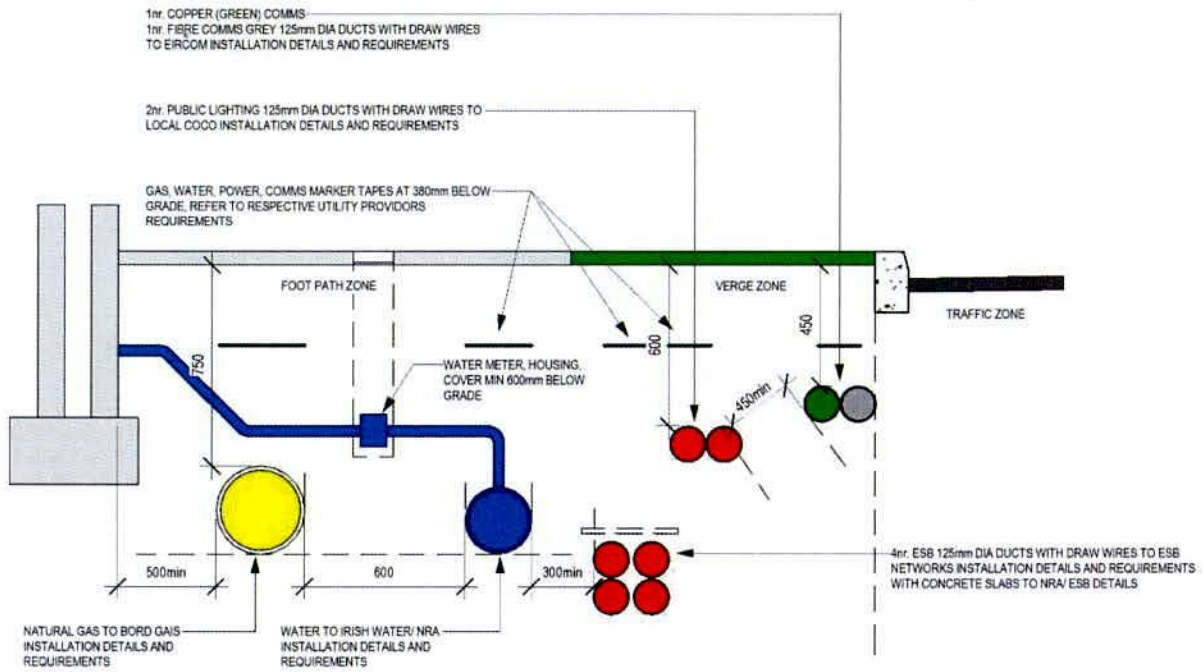 1nr. COPPER (GREEN) COMMS
1nr. FIBRE COMMS GREY 125mm DIA DUCTS WITH DRAW WIRES
TO EIRCOM INSTALLATION DETAILS AND REQUIREMENTS
2nr. PUBLIC LIGHTING 125mm DIA DUCTS WITH DRAW WIRES TO
LOCAL COCO INSTALLATION DETAILS AND REQUIREMENTS
GAS, WATER, POWER, COMMS MARKER TAPES AT 380mm BELOW
GRADE, REFER TO RESPECTIVE UTILITY PROVIDORS
REQUIREMENTS
FOOT PATH ZONE
VERGE ZONE
TRAFFIC ZONE
750
600
450
WATER METER, HOUSING,
COVER MIN 600mm BELOW
GRADE
450min
500min
600
300min
4nr. ESB 125mm DIA DUCTS WITH DRAW WIRES TO ESB
NETWORKS INSTALLATION DETAILS AND REQUIREMENTS
WITH CONCRETE SLABS TO NRA/ ESB DETAILS
NATURAL GAS TO BORD GAIS
INSTALLATION DETAILS AND
REQUIREMENTS
WATER TO IRISH WATER/ NRA
INSTALLATION DETAILS AND
REQUIREMENTS